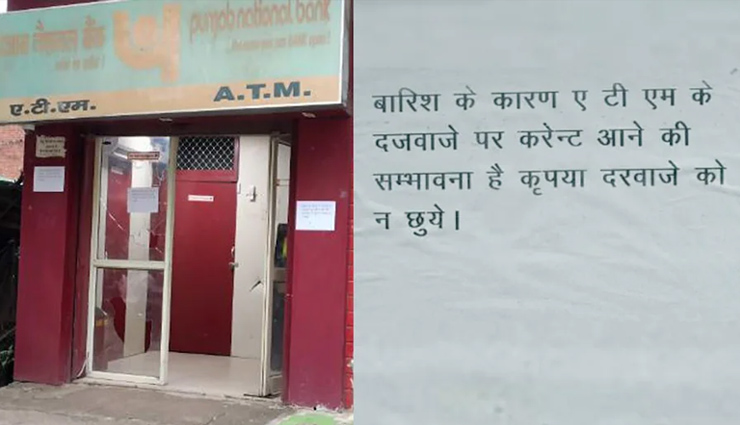 नैशनल बैंक
punjab national bank
ए.टी.एम.
A.T.M.
बारिश के कारण ए टी एम के
दजवाजे पर करेन्ट आने की
सम्भावना है कृपया दरवाजे को
न छुये।